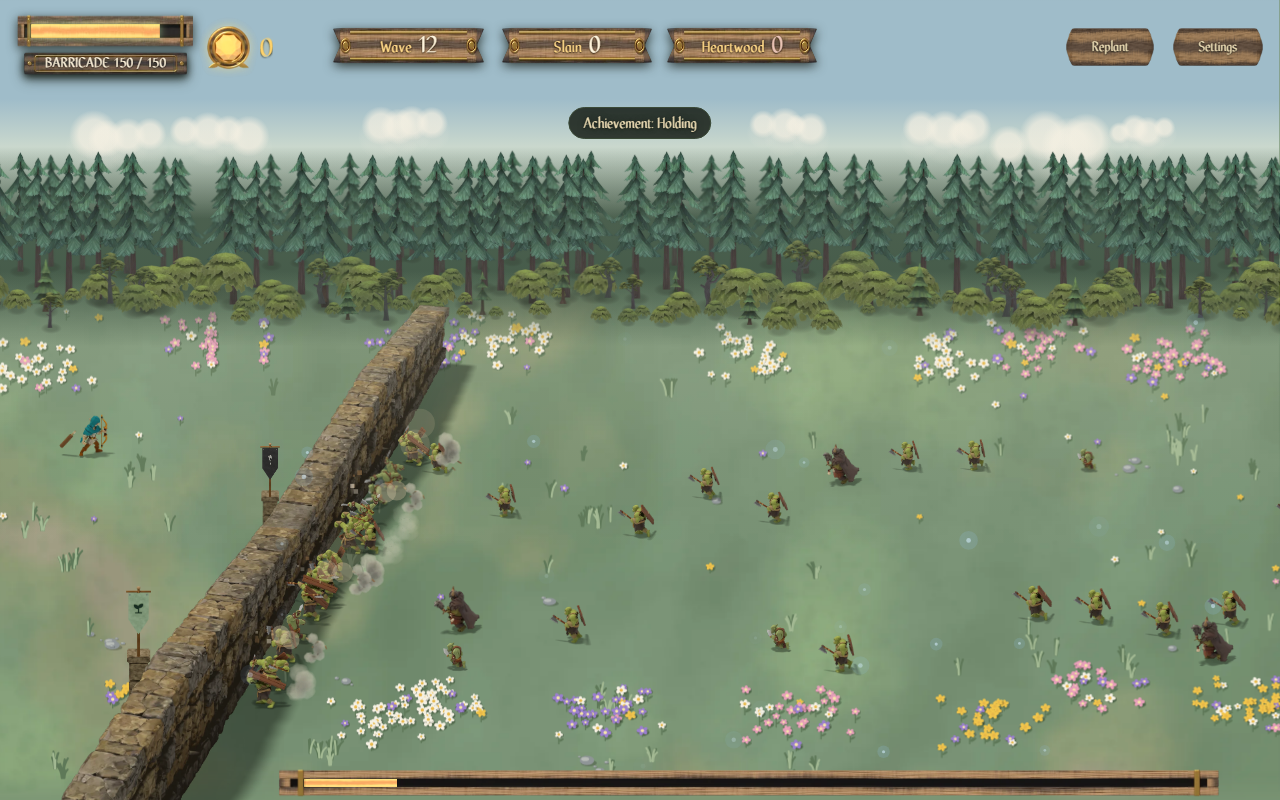 BARRICADE 150 / 150
0
Wave 12
Slain 0
Heartwood 0
Replant
Settings
Achievement: Holding